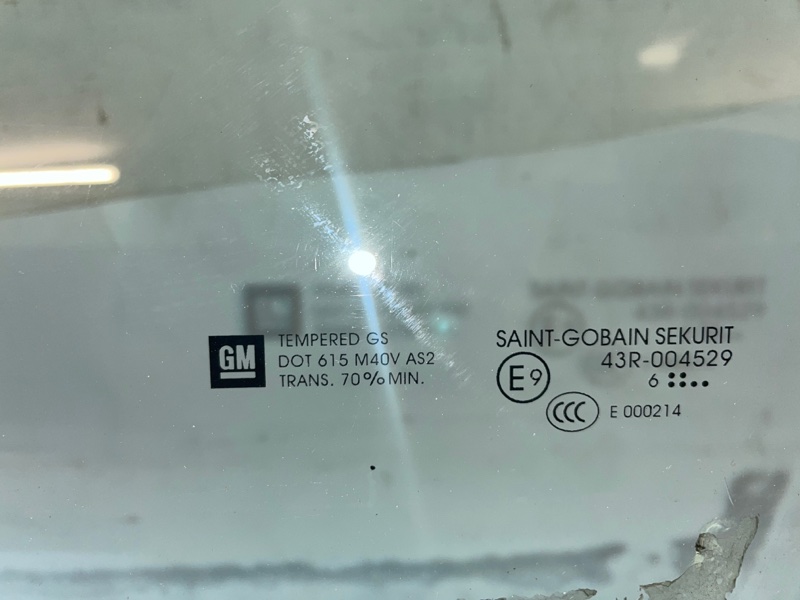 GM
TEMPERED GS
DOT 615 M40V AS2
TRANS. 70% MIN.
SAINT-GOBAIN SEKURIT
43R-004529
E9
6
CCC
E 000214